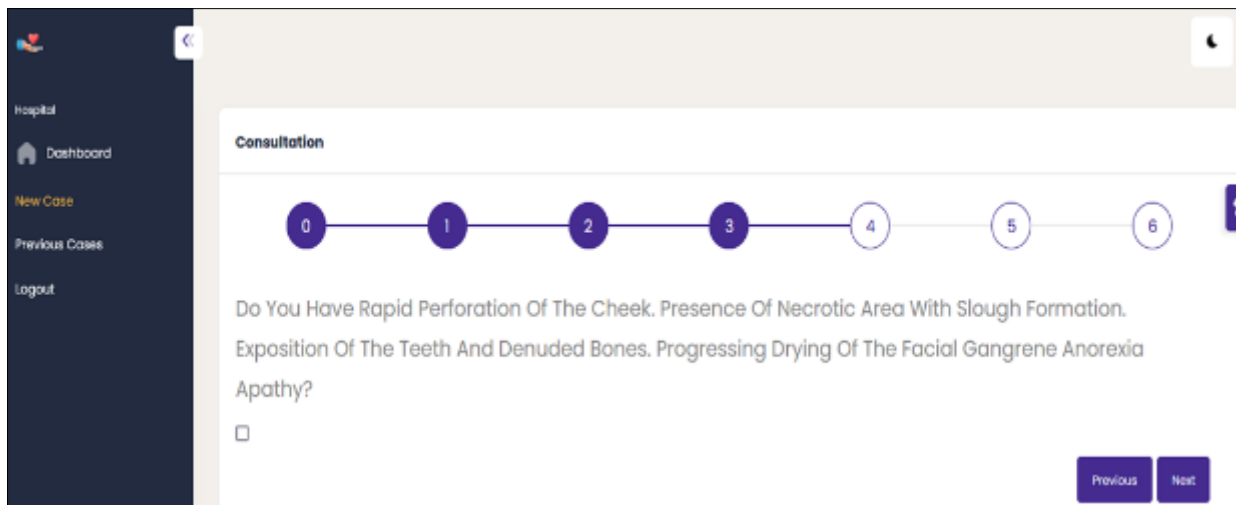 Hospital
Dashboard
New Case
Previous Cases
Logout
Consultation
0 1 2 3 4 5 6
Do You Have Rapid Perforation Of The Cheek. Presence Of Necrotic Area With Slough Formation.
Exposition Of The Teeth And Denuded Bones. Progressing Drying Of The Facial Gangrene Anorexia
Apathy?
Previous Next